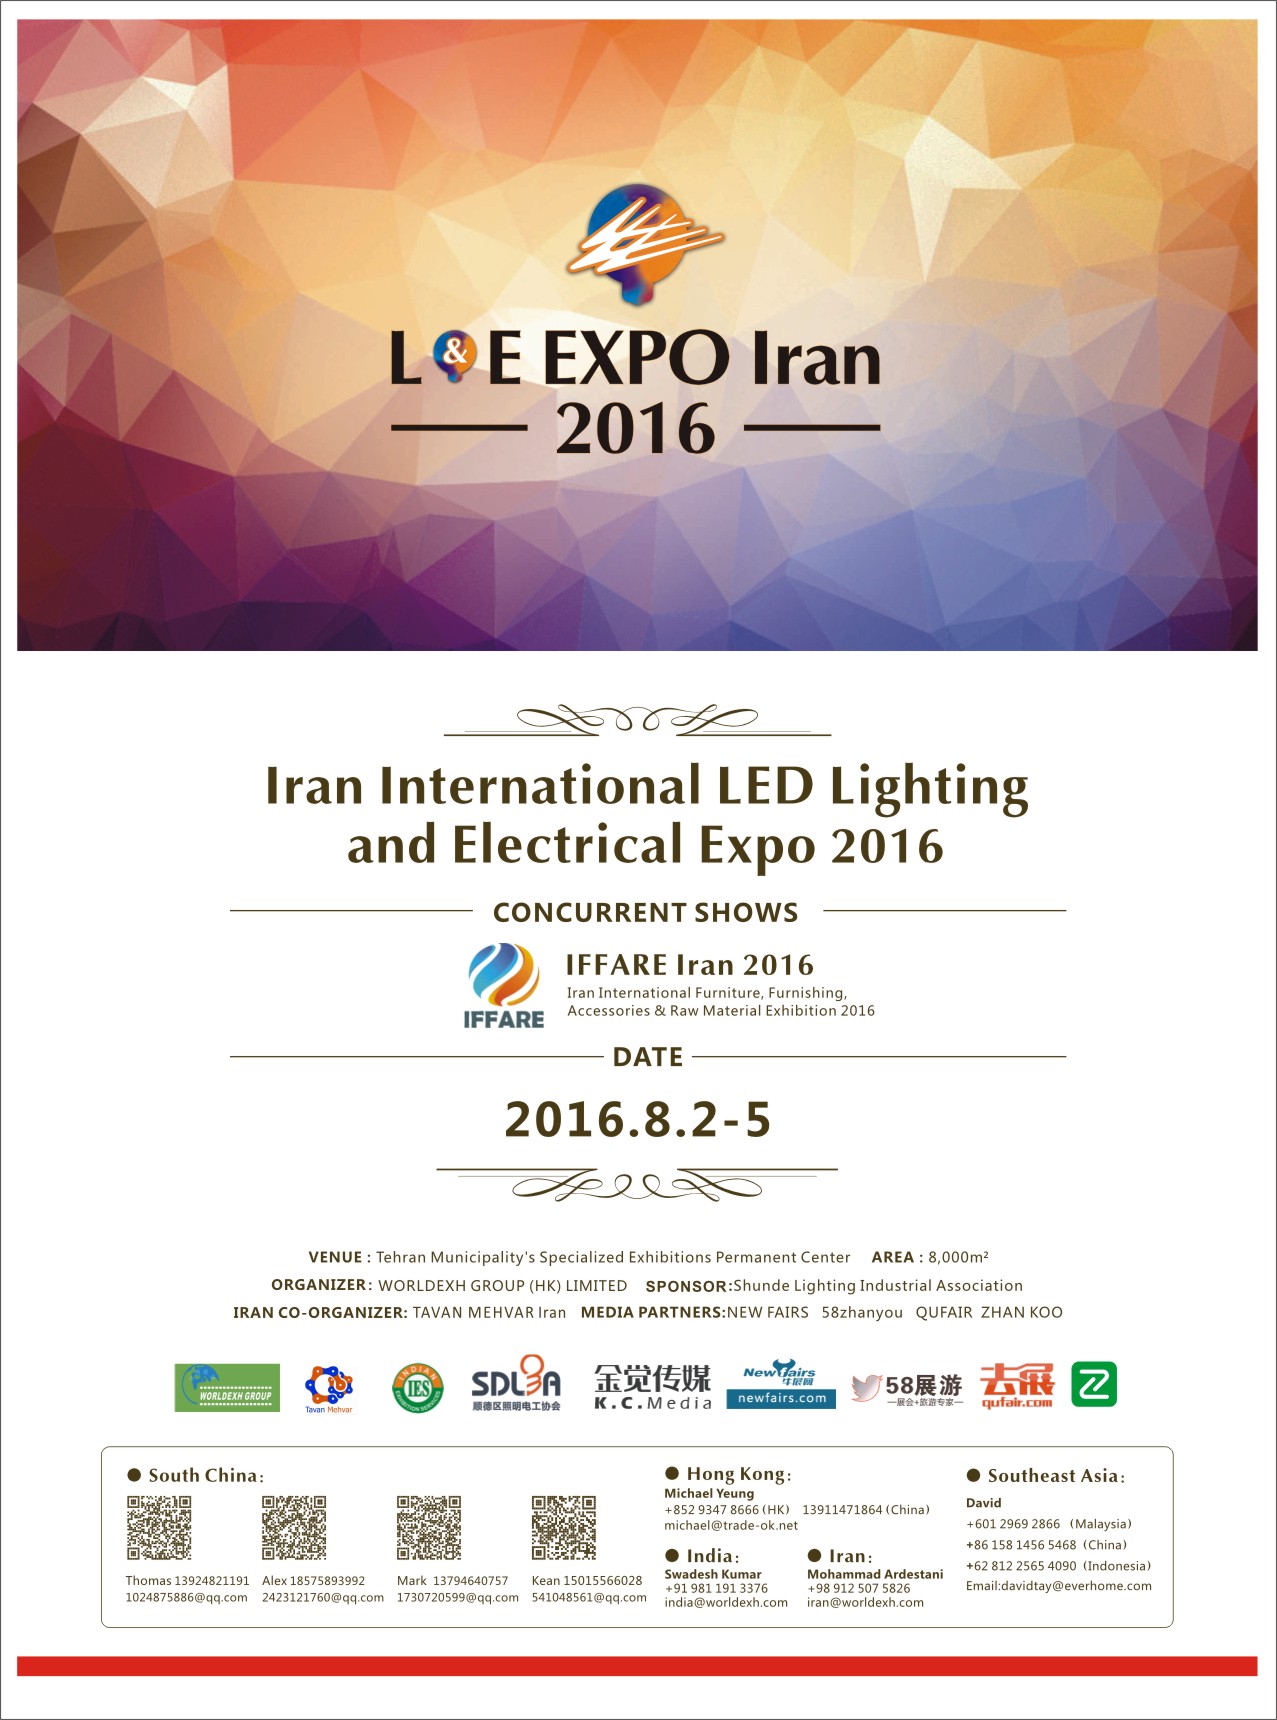 L & E EXPO Iran
2016
Iran International LED Lighting
and Electrical Expo 2016
CONCURRENT SHOWS
IFFARE
IFFARE Iran 2016
Iran International Furniture, Furnishing,
Accessories & Raw Material Exhibition 2016
DATE
2016.8.2-5
VENUE : Tehran Municipality's Specialized Exhibitions Permanent Center AREA : 8,000m²
ORGANIZER: WORLDEXH GROUP (HK) LIMITED SPONSOR:Shunde Lighting Industrial Association
IRAN CO-ORGANIZER: TAVAN MEHVAR Iran MEDIA PARTNERS:NEW FAIRS 58zhanyou QUFAIR ZHAN KOO
WORLDEXH GROUP
Tavan Mehvar
INDIAN
IES
EXHIBITION SERVICES
SDLEA
顺德区照明电工协会
金觉传媒
K.C.Media
Newfairs
牛展网
newfairs.com
58展游
—展会+旅游专家—
去展
qufair.com
South China:
Thomas 13924821191
1024875886@qq.com
Alex 18575893992
2423121760@qq.com
Mark 13794640757
1730720599@qq.com
Kean 15015566028
541048561@qq.com
Hong Kong:
Michael Yeung
+852 9347 8666 (HK) 13911471864 (China)
michael@trade-ok.net
India:
Swadesh Kumar
+91 981 191 3376
india@worldexh.com
Iran:
Mohammad Ardestani
+98 912 507 5826
iran@worldexh.com
Southeast Asia:
David
+601 2969 2866 (Malaysia)
+86 158 1456 5468 (China)
+62 812 2565 4090 (Indonesia)
Email:davidtay@everhome.com